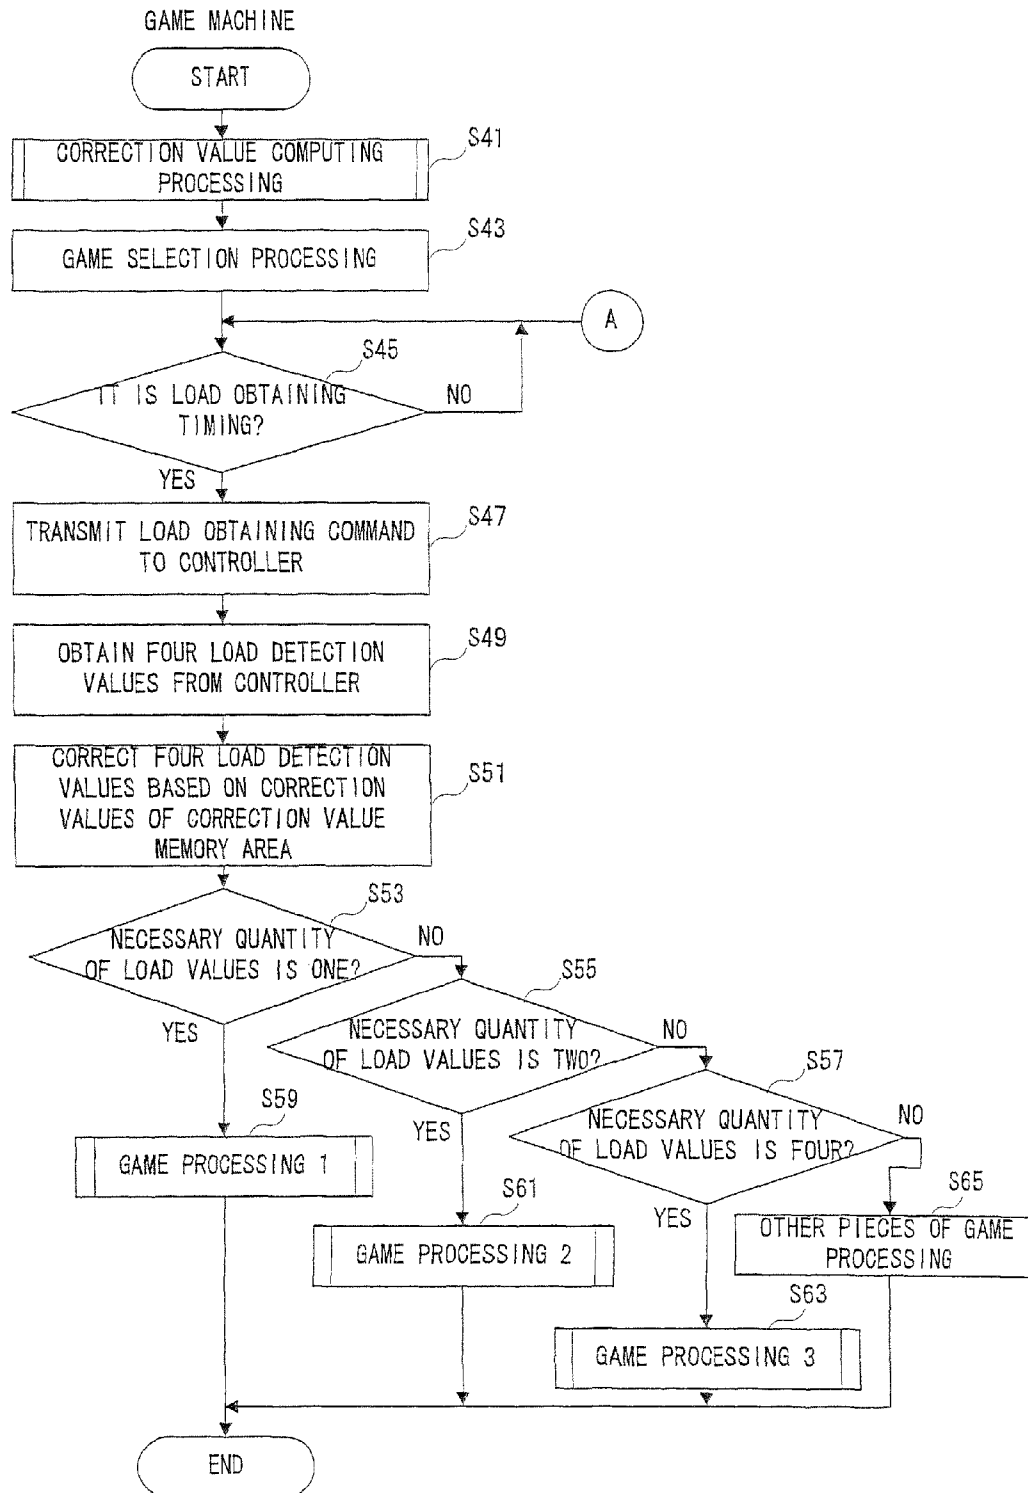 GAME MACHINE
START
S41
CORRECTION VALUE COMPUTING
PROCESSING
S43
GAME SELECTION PROCESSING
A
S45
IT IS LOAD OBTAINING
TIMING?
NO
YES
S47
TRANSMIT LOAD OBTAINING COMMAND
TO CONTROLLER
S49
OBTAIN FOUR LOAD DETECTION
VALUES FROM CONTROLLER
S51
CORRECT FOUR LOAD DETECTION
VALUES BASED ON CORRECTION
VALUES OF CORRECTION VALUE
MEMORY AREA
S53
NECESSARY QUANTITY
OF LOAD VALUES IS ONE?
NO
YES
S55
NECESSARY QUANTITY
OF LOAD VALUES IS TWO?
NO
YES
S57
NECESSARY QUANTITY
OF LOAD VALUES IS FOUR?
NO
YES
S59
GAME PROCESSING 1
S61
GAME PROCESSING 2
S65
OTHER PIECES OF GAME
PROCESSING
S63
GAME PROCESSING 3
END